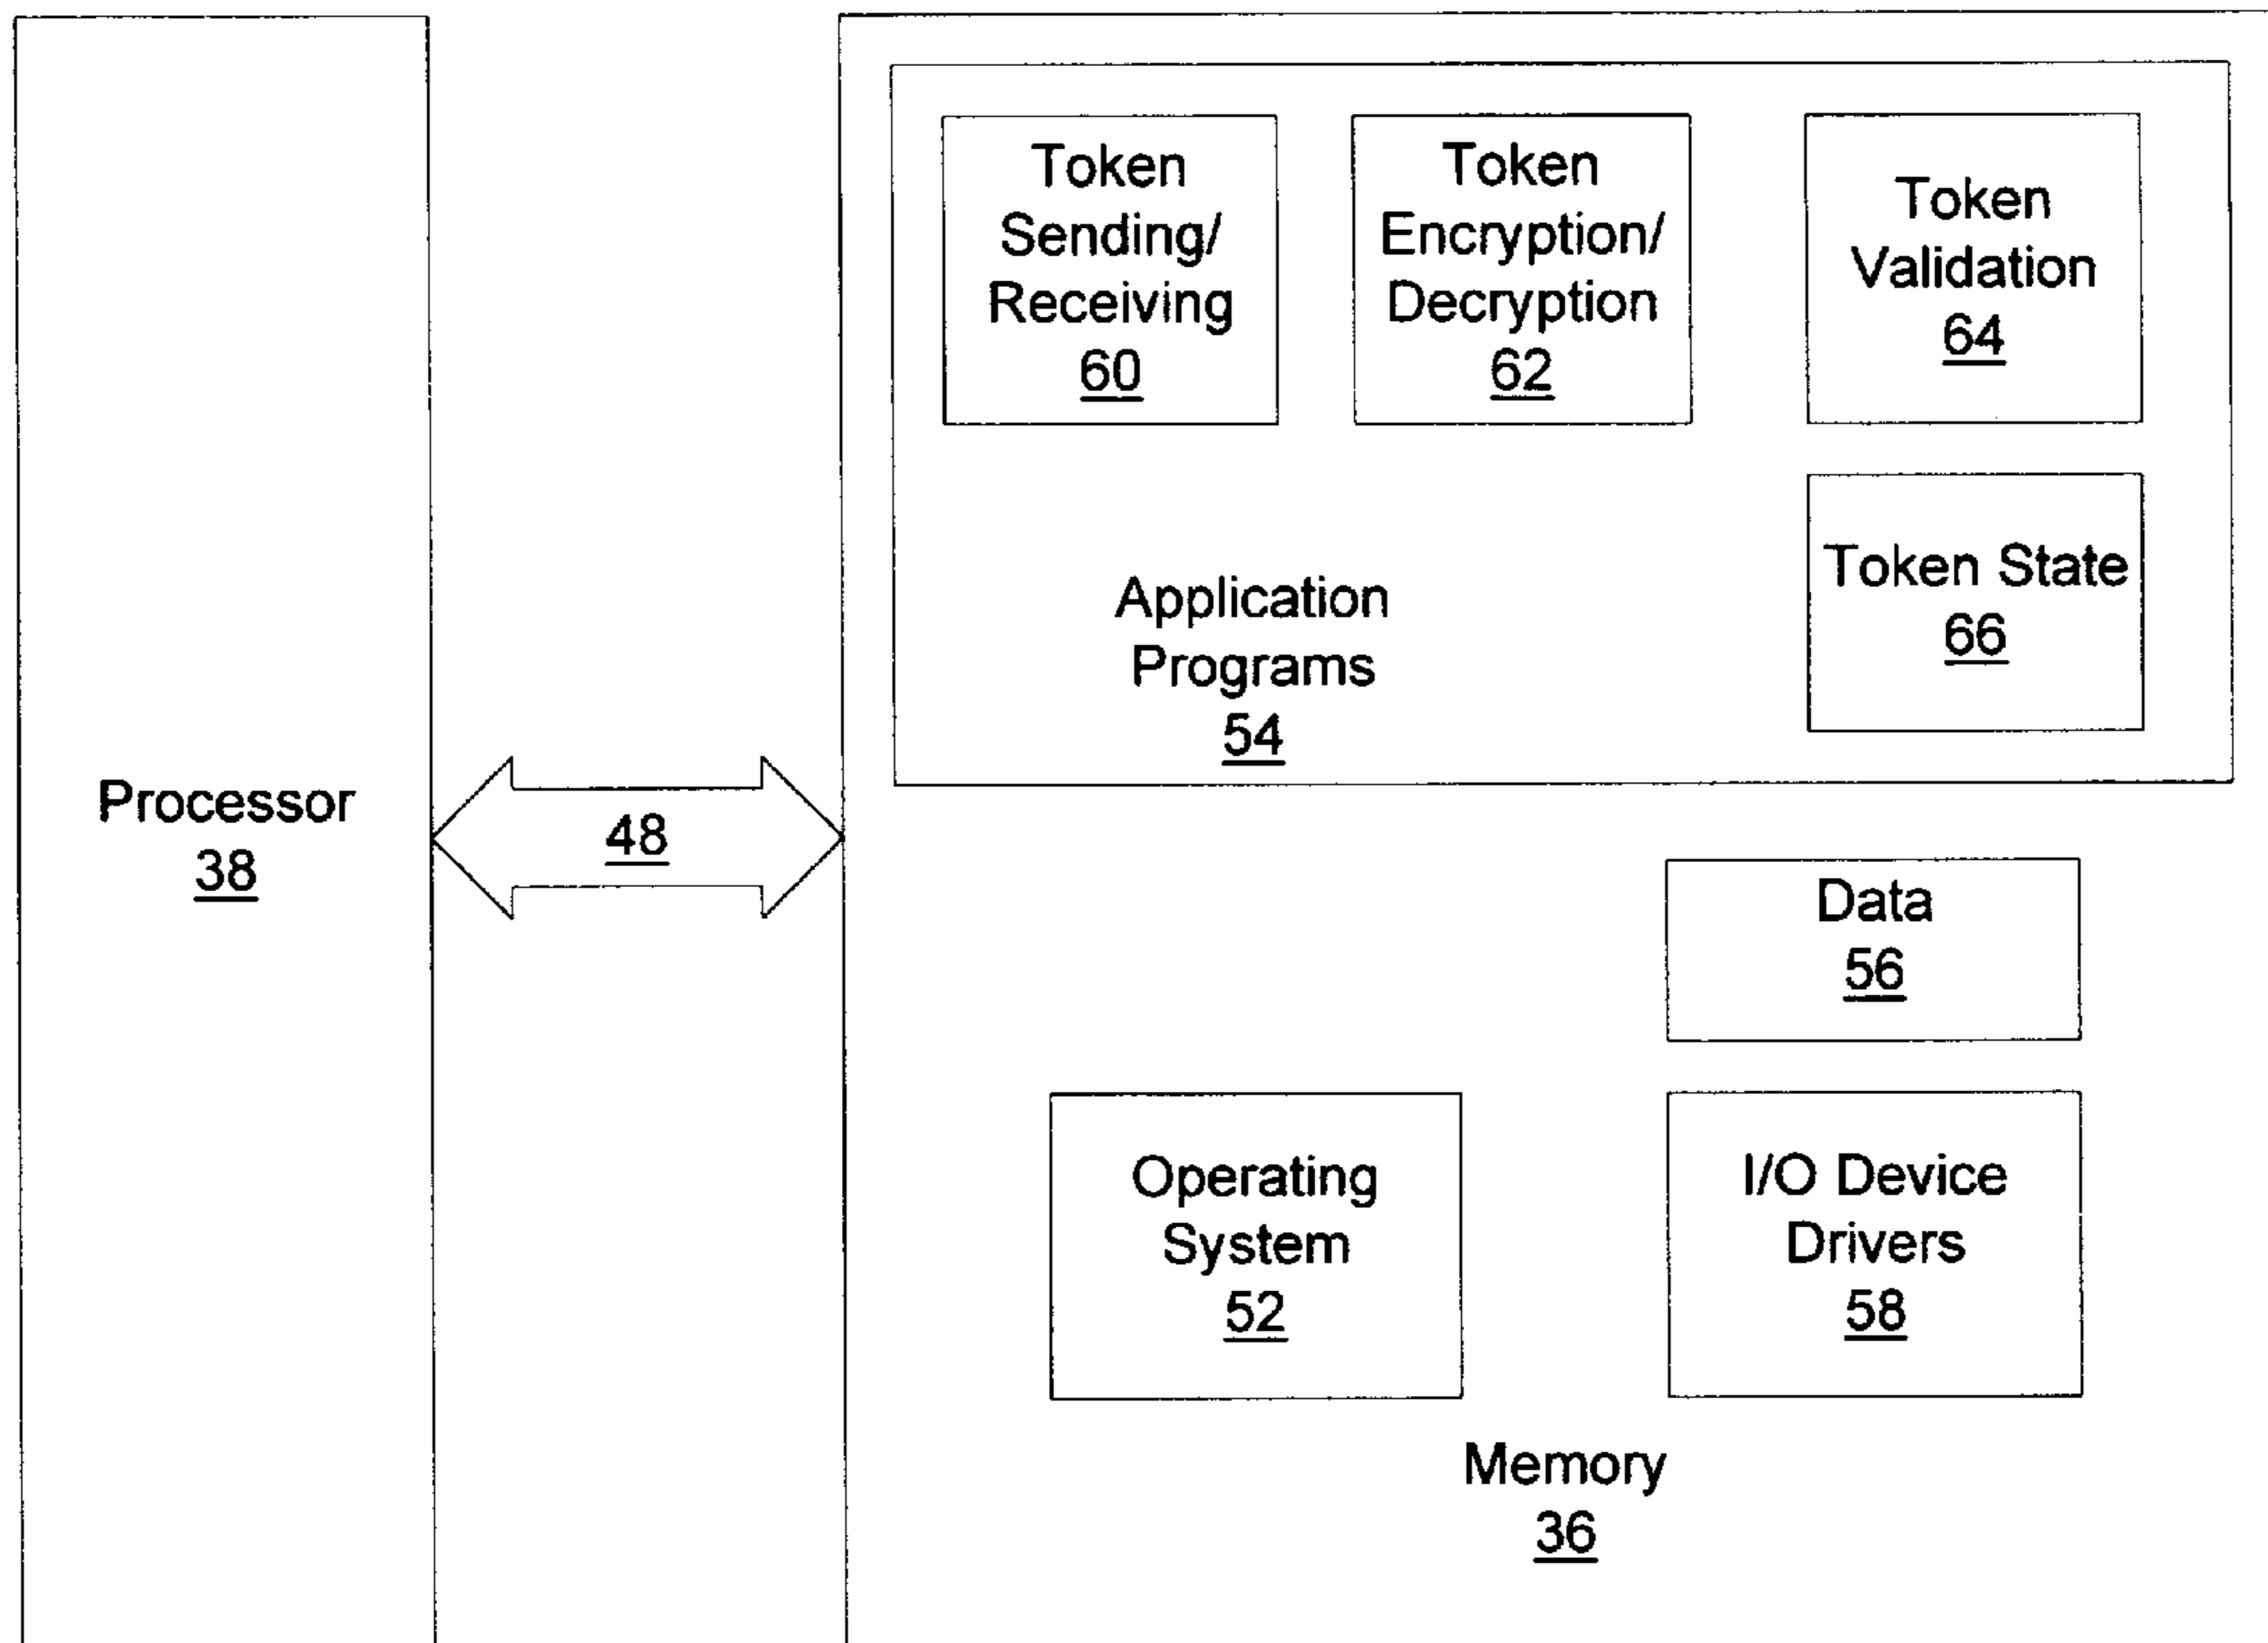 Processor
38
48
Token
Sending/
Receiving
60
Token
Encryption/
Decryption
62
Token
Validation
64
Token State
66
Application
Programs
54
Data
56
Operating
System
52
I/O Device
Drivers
58
Memory
36